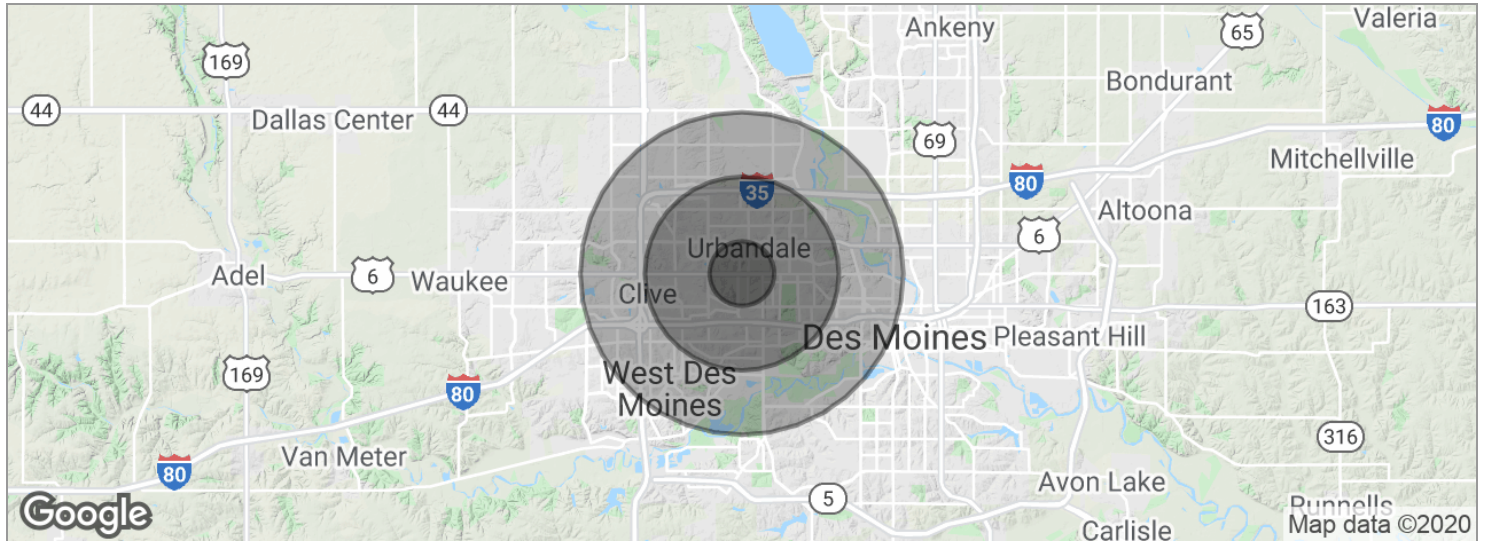 Valeria
Ankeny
65
169
Bondurant
44
Dallas Center
44
80
69
Mitchellville
80
35
Altoona
6
Urbandale
Adel
6
Waukee
Clive
163
Des Moines
Pleasant Hill
169
West Des
Moines
80
316
Van Meter
80
Avon Lake
5
Runnells
Google
Map data ©2020
Carlisle